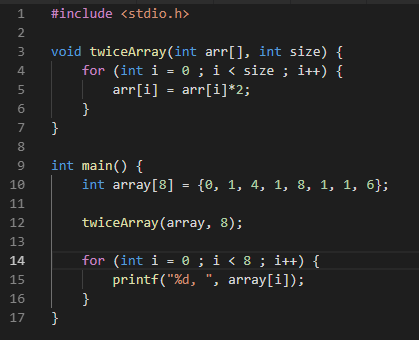 1 #include <stdio.h>
2
3 void twiceArray(int arr[], int size) {
4     for (int i = 0 ; i < size ; i++) {
5         arr[i] = arr[i]*2;
6     }
7 }
8
9 int main() {
10     int array[8] = {0, 1, 4, 1, 8, 1, 1, 6};
11
12     twiceArray(array, 8);
13
14     for (int i = 0 ; i < 8 ; i++) {
15         printf("%d, ", array[i]);
16     }
17 }